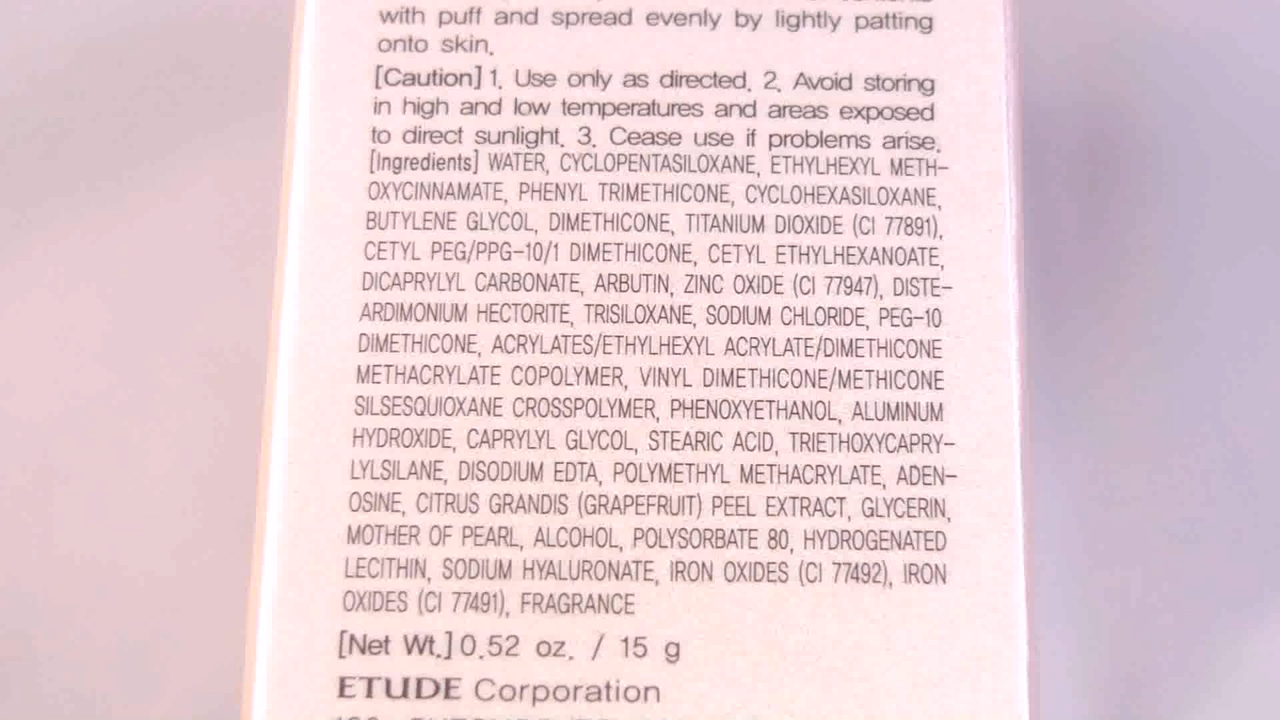 with puff and spread evenly by lightly patting
onto skin.
[Caution] 1. Use only as directed. 2. Avoid storing
in high and low temperatures and areas exposed
to direct sunlight. 3. Cease use if problems arise.
[Ingredients] WATER, CYCLOPENTASILOXANE, ETHYLHEXYL METH-
OXYCINNAMATE, PHENYL TRIMETHICONE, CYCLOHEXASILOXANE,
BUTYLENE GLYCOL, DIMETHICONE, TITANIUM DIOXIDE (CI 77891),
CETYL PEG/PPG-10/1 DIMETHICONE, CETYL ETHYLHEXANOATE,
DICAPRYLYL CARBONATE, ARBUTIN, ZINC OXIDE (CI 77947), DISTE-
ARDIMONIUM HECTORITE, TRISILOXANE, SODIUM CHLORIDE, PEG-10
DIMETHICONE, ACRYLATES/ETHYLHEXYL ACRYLATE/DIMETHICONE
METHACRYLATE COPOLYMER, VINYL DIMETHICONE/METHICONE
SILSESQUIOXANE CROSSPOLYMER, PHENOXYETHANOL, ALUMINUM
HYDROXIDE, CAPRYLYL GLYCOL, STEARIC ACID, TRIETHOXYCAPRY-
LYLSILANE, DISODIUM EDTA, POLYMETHYL METHACRYLATE, ADEN-
OSINE, CITRUS GRANDIS (GRAPEFRUIT) PEEL EXTRACT, GLYCERIN,
MOTHER OF PEARL, ALCOHOL, POLYSORBATE 80, HYDROGENATED
LECITHIN, SODIUM HYALURONATE, IRON OXIDES (CI 77492), IRON
OXIDES (CI 77491), FRAGRANCE
[Net Wt.] 0.52 oz. / 15 g
ETUDE Corporation